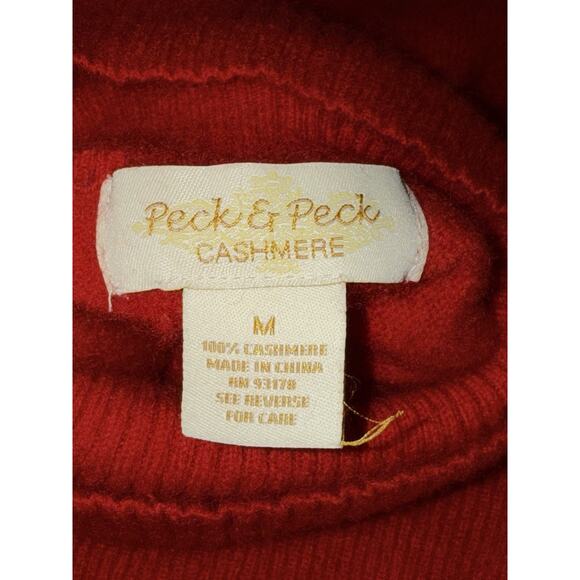 Peck & Peck
CASHMERE
M
100% CASHMERE
MADE IN CHINA
RN 93178
SEE REVERSE
FOR CARE